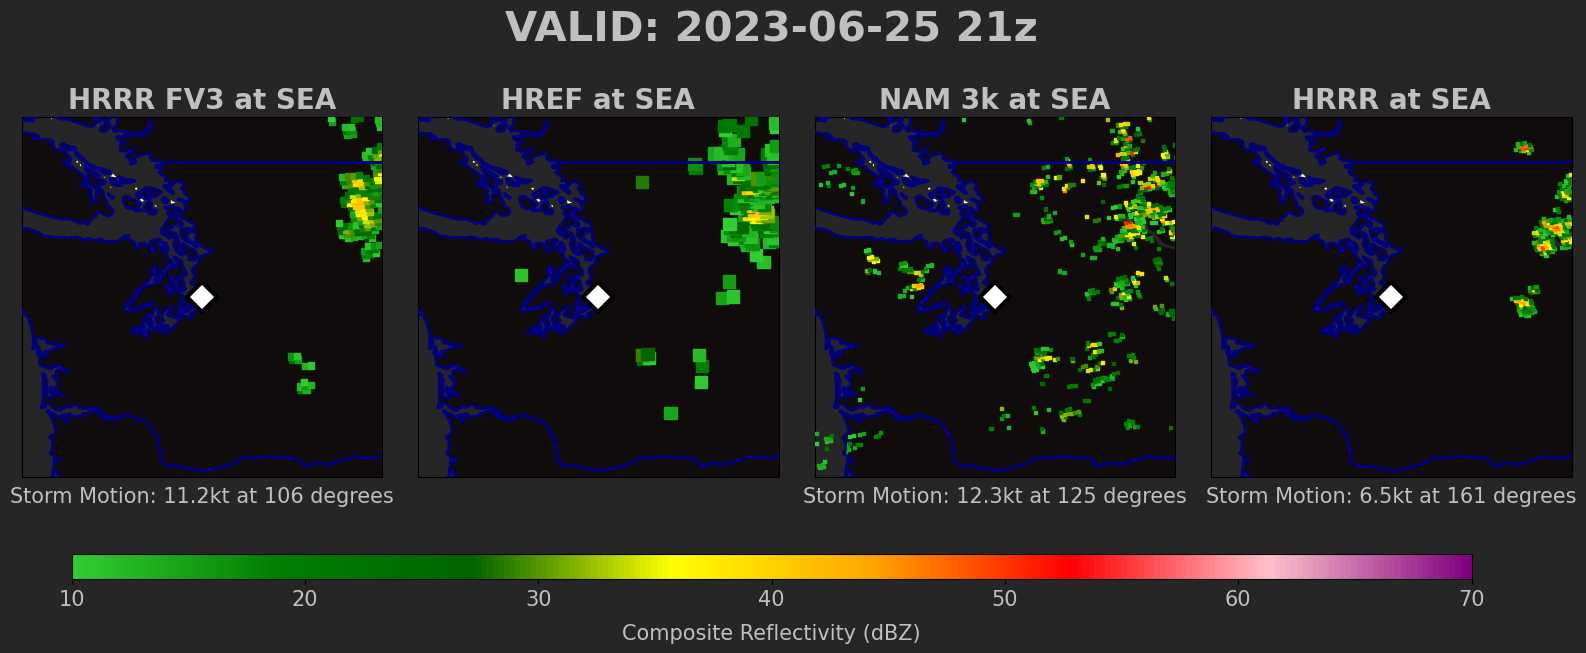 VALID: 2023-06-25 21z
HRRR FV3 at SEA
HREF at SEA
NAM 3k at SEA
HRRR at SEA
Storm Motion: 11.2kt at 106 degrees
Storm Motion: 12.3kt at 125 degrees
Storm Motion: 6.5kt at 161 degrees
10 20 30 40 50 60 70
Composite Reflectivity (dBZ)